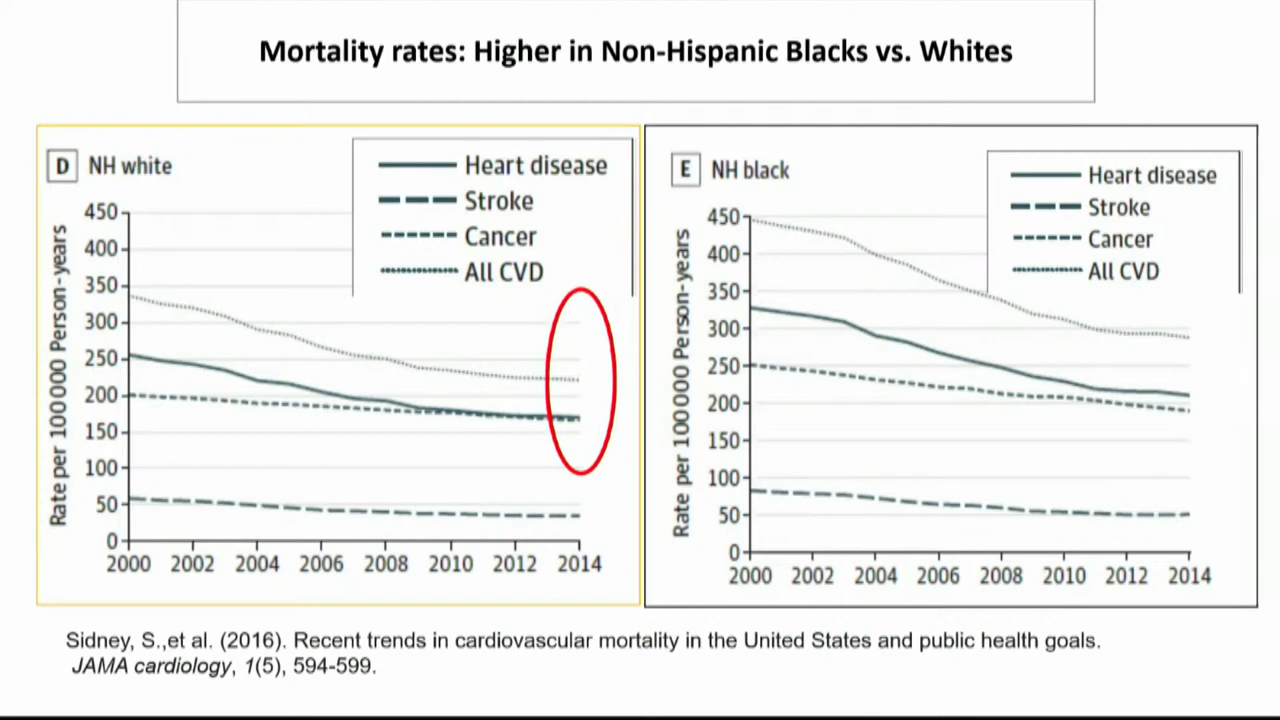 Mortality rates: Higher in Non-Hispanic Blacks vs. Whites
D NH white
Heart disease
Stroke
Cancer
All CVD
Rate per 100000 Person-years
450
400
350
300
250
200
150
100
50
0
2000 2002 2004 2006 2008 2010 2012 2014
E NH black
Heart disease
Stroke
Cancer
All CVD
Rate per 100000 Person-years
450
400
350
300
250
200
150
100
50
0
2000 2002 2004 2006 2008 2010 2012 2014
Sidney, S.,et al. (2016). Recent trends in cardiovascular mortality in the United States and public health goals.
JAMA cardiology, 1(5), 594-599.